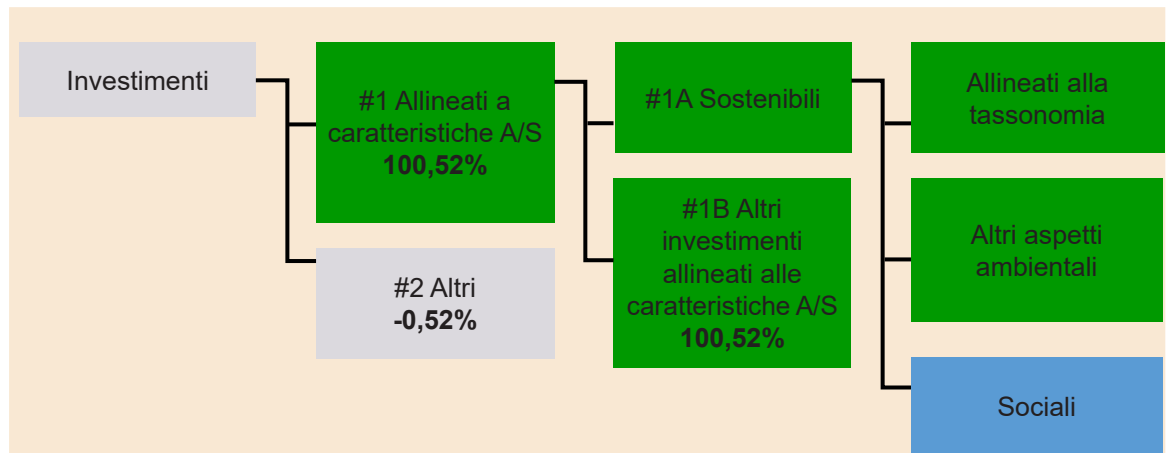 Investimenti
#1 Allineati a
caratteristiche A/S
100,52%
#2 Altri
-0,52%
#1A Sostenibili
#1B Altri
investimenti
allineati alle
caratteristiche A/S
100,52%
Allineati alla
tassonomia
Altri aspetti
ambientali
Sociali